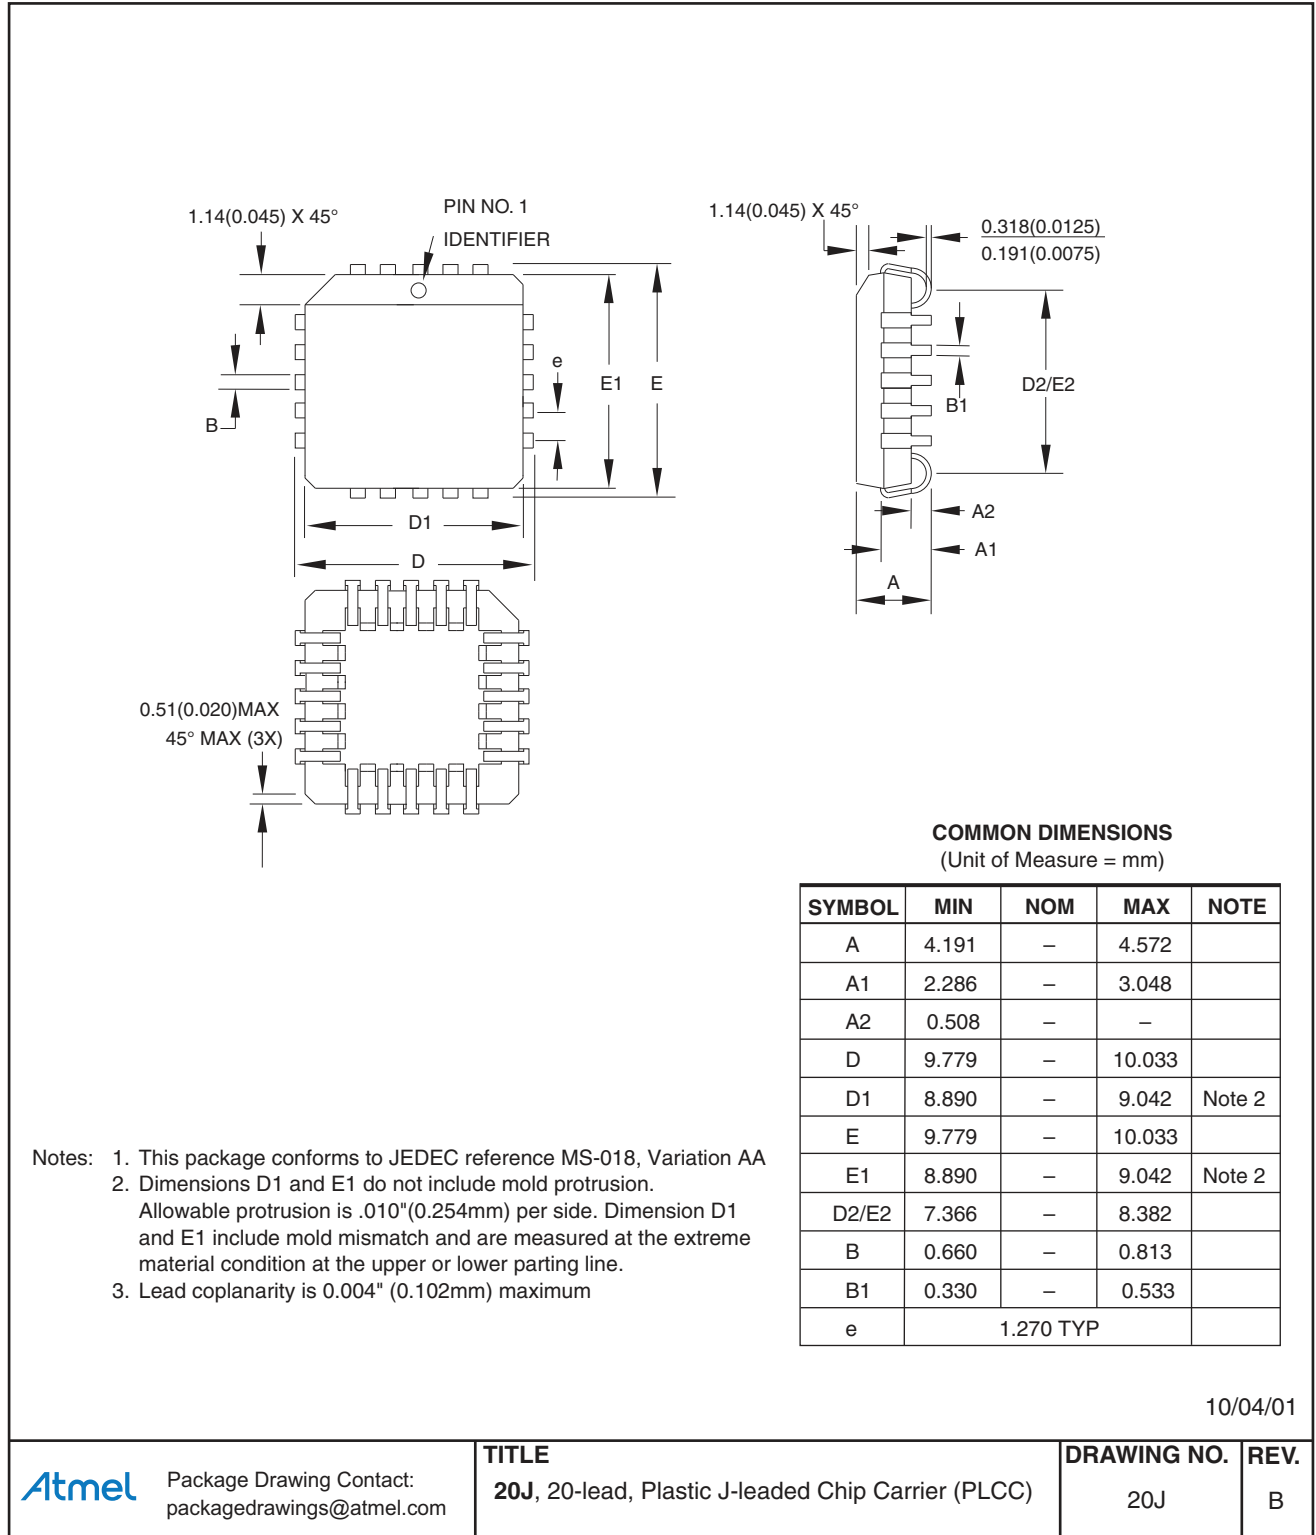 1.14(0.045) X 45°
PIN NO. 1
IDENTIFIER
1.14(0.045) X 45°
0.318(0.0125)
0.191(0.0075)
e
E1
E
B
B1
D2/E2
D1
D
A2
A1
A
0.51(0.020)MAX
45° MAX (3X)
COMMON DIMENSIONS
(Unit of Measure = mm)
SYMBOL MIN NOM MAX NOTE
A 4.191 – 4.572
A1 2.286 – 3.048
A2 0.508 – –
D 9.779 – 10.033
D1 8.890 – 9.042 Note 2
E 9.779 – 10.033
E1 8.890 – 9.042 Note 2
D2/E2 7.366 – 8.382
B 0.660 – 0.813
B1 0.330 – 0.533
e 1.270 TYP
Notes: 1. This package conforms to JEDEC reference MS-018, Variation AA
2. Dimensions D1 and E1 do not include mold protrusion.
Allowable protrusion is .010"(0.254mm) per side. Dimension D1
and E1 include mold mismatch and are measured at the extreme
material condition at the upper or lower parting line.
3. Lead coplanarity is 0.004" (0.102mm) maximum
10/04/01
Atmel
Package Drawing Contact:
packagedrawings@atmel.com
TITLE
20J, 20-lead, Plastic J-leaded Chip Carrier (PLCC)
DRAWING NO.
20J
REV.
B